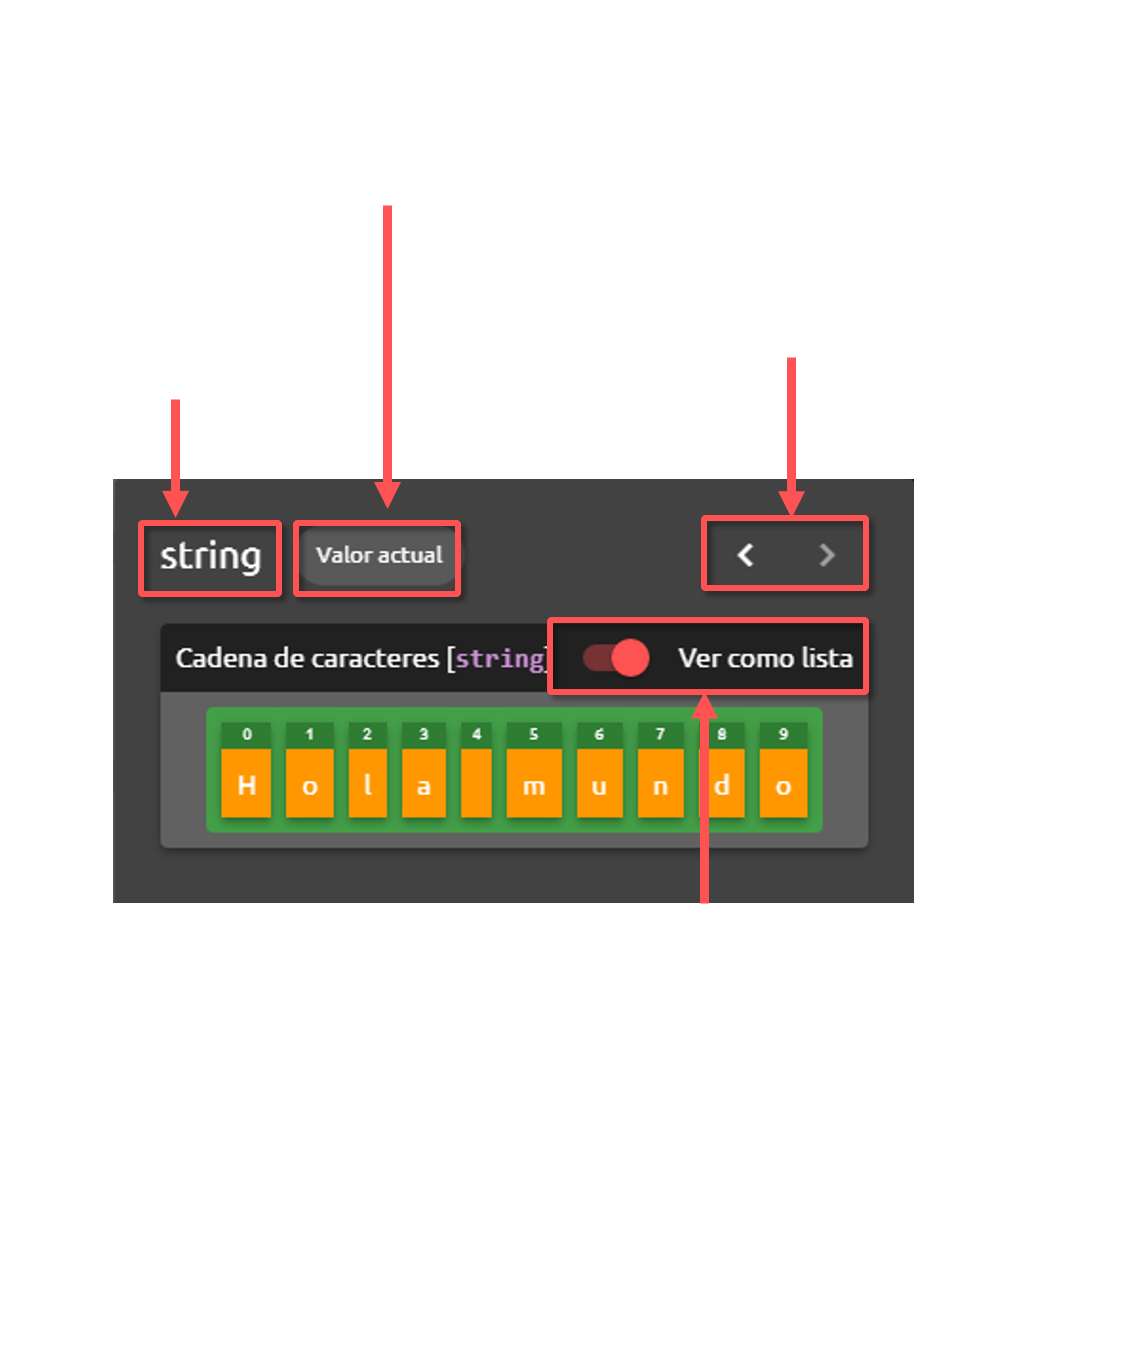 string Valor actual
Cadena de caracteres [string] Ver como lista
0 1 2 3 4 5 6 7 8 9
H o l a m u n d o